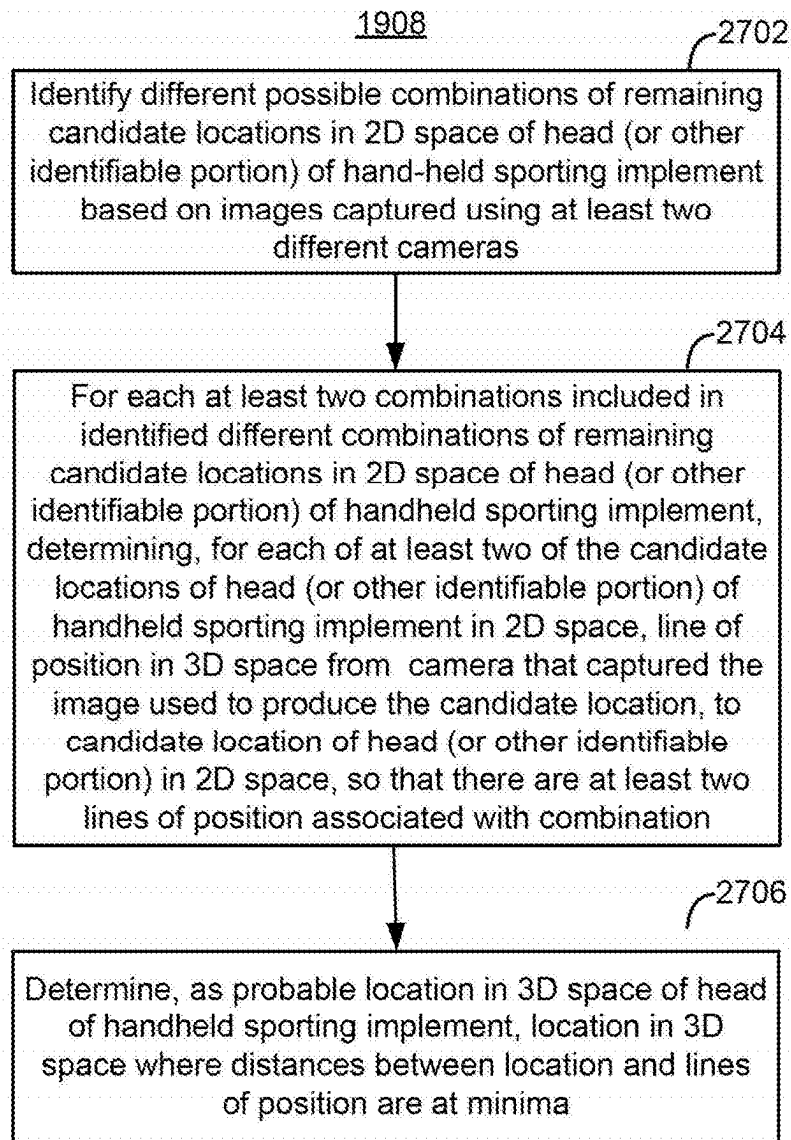 1908
2702
Identify different possible combinations of remaining
candidate locations in 2D space of head (or other
identifiable portion) of hand-held sporting implement
based on images captured using at least two
different cameras
2704
For each at least two combinations included in
identified different combinations of remaining
candidate locations in 2D space of head (or other
identifiable portion) of handheld sporting implement,
determining, for each of at least two of the candidate
locations of head (or other identifiable portion) of
handheld sporting implement in 2D space, line of
position in 3D space from camera that captured the
image used to produce the candidate location, to
candidate location of head (or other identifiable
portion) in 2D space, so that there are at least two
lines of position associated with combination
2706
Determine, as probable location in 3D space of head
of handheld sporting implement, location in 3D
space where distances between location and lines
of position are at minima